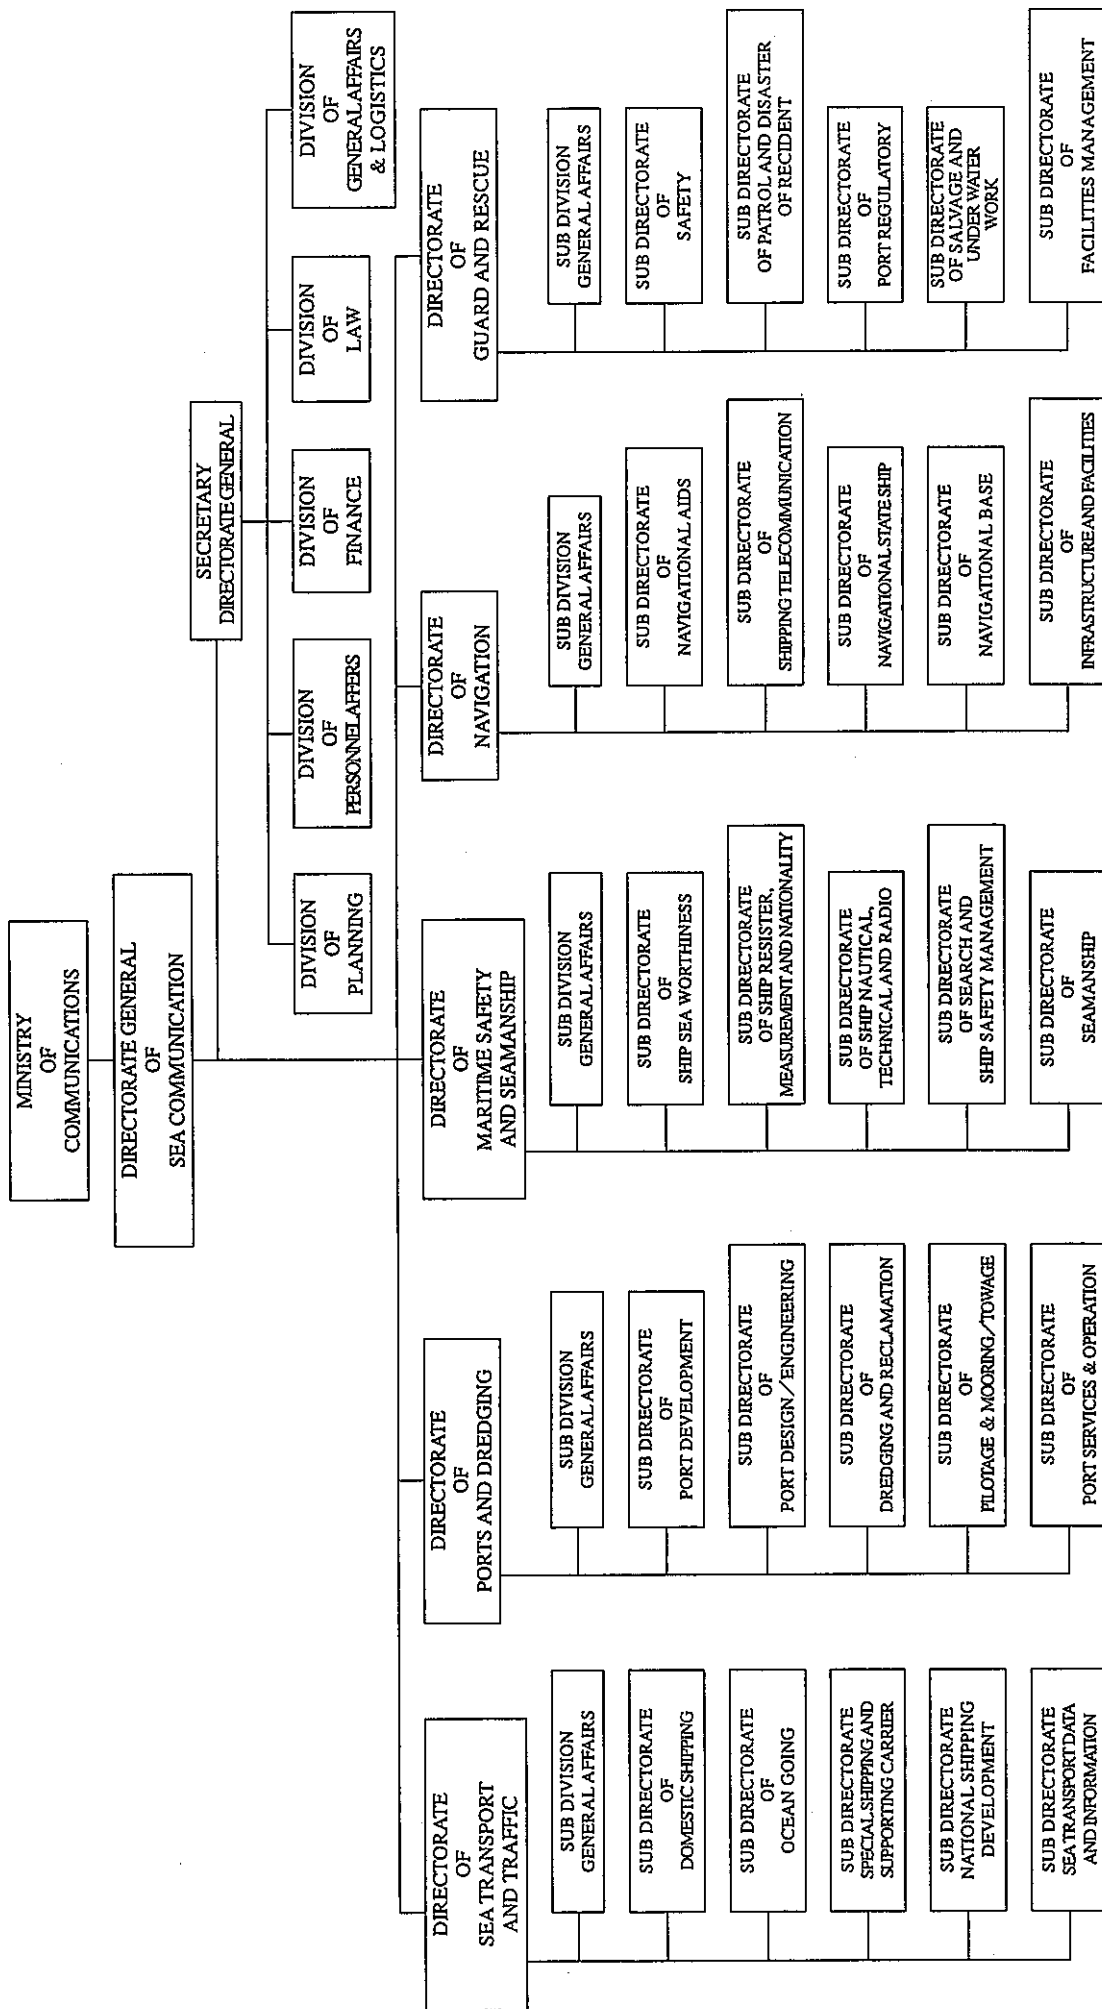 MINISTRY
OF
COMMUNICATIONS
DIRECTORATE GENERAL
OF
SEA COMMUNICATION
SECRETARY
DIRECTORATE GENERAL
DIVISION
OF
PLANNING
DIVISION
OF
PERSONNEL AFFERS
DIVISION
OF
FINANCE
DIVISION
OF
LAW
DIVISION
OF
GENERAL AFFAIRS
& LOGISTICS
DIRECTORATE
OF
SEA TRANSPORT
AND TRAFFIC
SUB DIVISION
GENERAL AFFAIRS
SUB DIRECTORATE
OF
DOMESTIC SHIPPING
SUB DIRECTORATE
OF
OCEAN GOING
SUB DIRECTORATE
SPECIAL SHIPPING AND
SUPPORTING CARRIER
SUB DIRECTORATE
NATIONAL SHIPPING
DEVELOPMENT
SUB DIRECTORATE
SEA TRANSPORT DATA
AND INFORMATION
DIRECTORATE
OF
PORTS AND DREDGING
SUB DIVISION
GENERAL AFFAIRS
SUB DIRECTORATE
OF
PORT DEVELOPMENT
SUB DIRECTORATE
OF
PORT DESIGN/ENGINEERING
SUB DIRECTORATE
OF
DREDGING AND RECLAMATION
SUB DIRECTORATE
OF
PILOTAGE & MOORING/TOWAGE
SUB DIRECTORATE
OF
PORT SERVICES & OPERATION
DIRECTORATE
OF
MARITIME SAFETY
AND SEAMANSHIP
SUB DIVISION
GENERAL AFFAIRS
SUB DIRECTORATE
OF
SHIP SEA WORTHINESS
SUB DIRECTORATE
OF SHIP RESISTER,
MEASUREMENT AND NATIONALITY
SUB DIRECTORATE
OF SHIP NAUTICAL,
TECHNICAL AND RADIO
SUB DIRECTORATE
OF SEARCH AND
SHIP SAFETY MANAGEMENT
SUB DIRECTORATE
OF
SEAMANSHIP
DIRECTORATE
OF
NAVIGATION
SUB DIVISION
GENERAL AFFAIRS
SUB DIRECTORATE
OF
NAVIGATIONAL AIDS
SUB DIRECTORATE
OF
SHIPPING TELECOMMUNICATION
SUB DIRECTORATE
OF
NAVIGATIONAL STATE SHIP
SUB DIRECTORATE
OF
NAVIGATIONAL BASE
SUB DIRECTORATE
OF
INFRASTRUCTURE AND FACILITIES
DIRECTORATE
OF
GUARD AND RESCUE
SUB DIVISION
GENERAL AFFAIRS
SUB DIRECTORATE
OF
SAFETY
SUB DIRECTORATE
OF PATROL AND DISASTER
OF RECIDENT
SUB DIRECTORATE
OF
PORT REGULATORY
SUB DIRECTORATE
OF SALVAGE AND
UNDER WATER
WORK
SUB DIRECTORATE
OF
FACILITIES MANAGEMENT